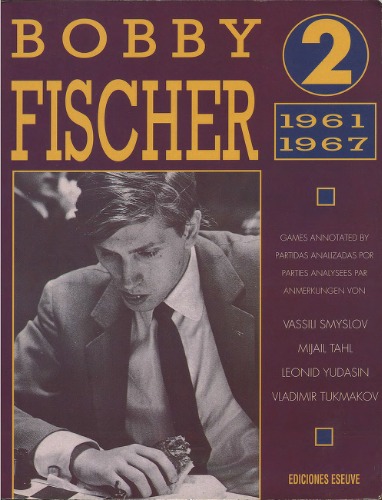 BOBBY
FISCHER
2
1961
1967
GAMES ANNOTATED BY
PARTIDAS ANALIZADAS POR
PARTIES ANALYSEES PAR
ANMERKUNGEN VON
VASSILI SMYSLOV
MIJAIL TAHL
LEONID YUDASIN
VLADIMIR TUKMAKOV
EDICIONES ESEUVE